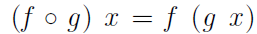 (f ∘ g) x = f (g x)